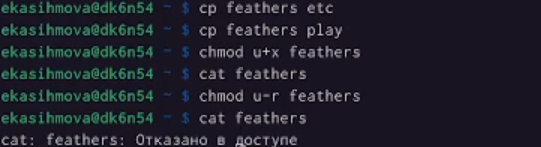 ekasihmova@dk6n54 ~ $ cp feathers etc
ekasihmova@dk6n54 ~ $ cp feathers play
ekasihmova@dk6n54 ~ $ chmod u+x feathers
ekasihmova@dk6n54 ~ $ cat feathers
ekasihmova@dk6n54 ~ $ chmod u-r feathers
ekasihmova@dk6n54 ~ $ cat feathers
cat: feathers: Отказано в доступе